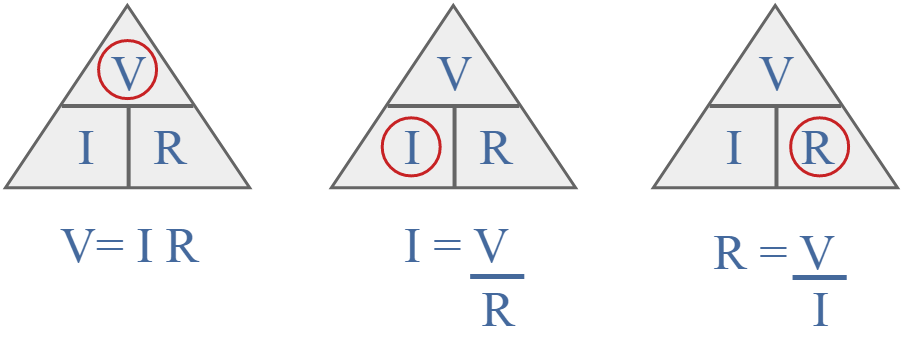 V
I R
V= I R
V
I R
I = V
R
V
I R
R = V
I